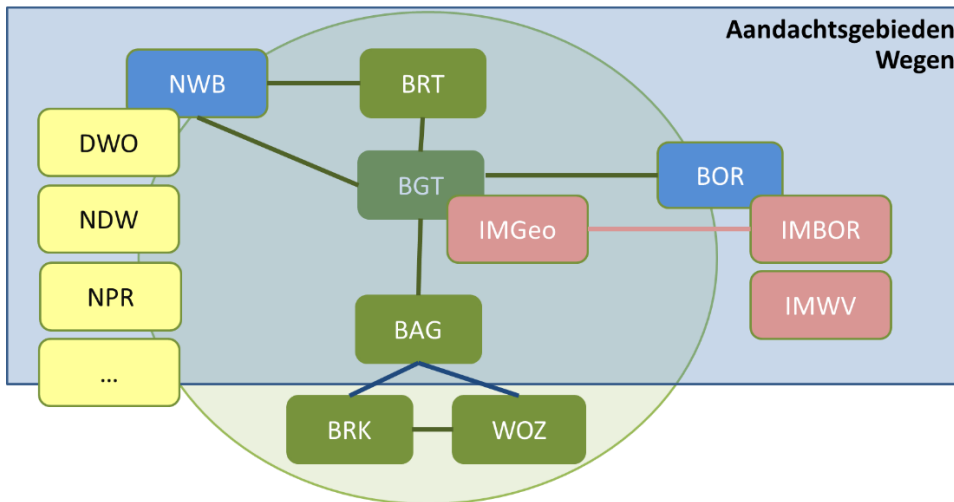 Aandachtsgebieden
Wegen
NWB
BRT
DWO
BGT
BOR
NDW
IMGeo
IMBOR
NPR
IMWV
BAG
...
BRK
WOZ